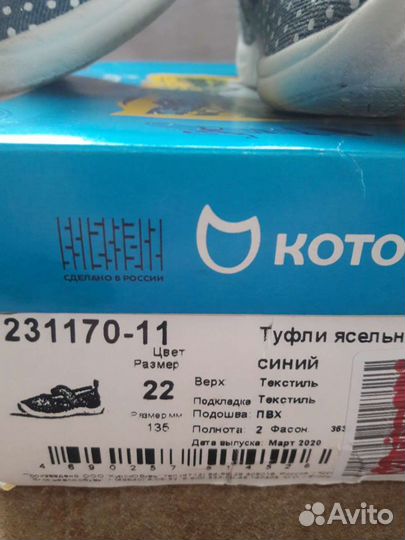 КОТО
СДЕЛАНО В РОССИИ
231170-11
Туфли ясельн
Цвет
синий
Размер
22
Верх
Текстиль
Подкладка
Текстиль
Размер мм
135
Подошва:
ПВХ
Полнота: 2 Фасон.
Дата выпуска: Март 2020
Avito